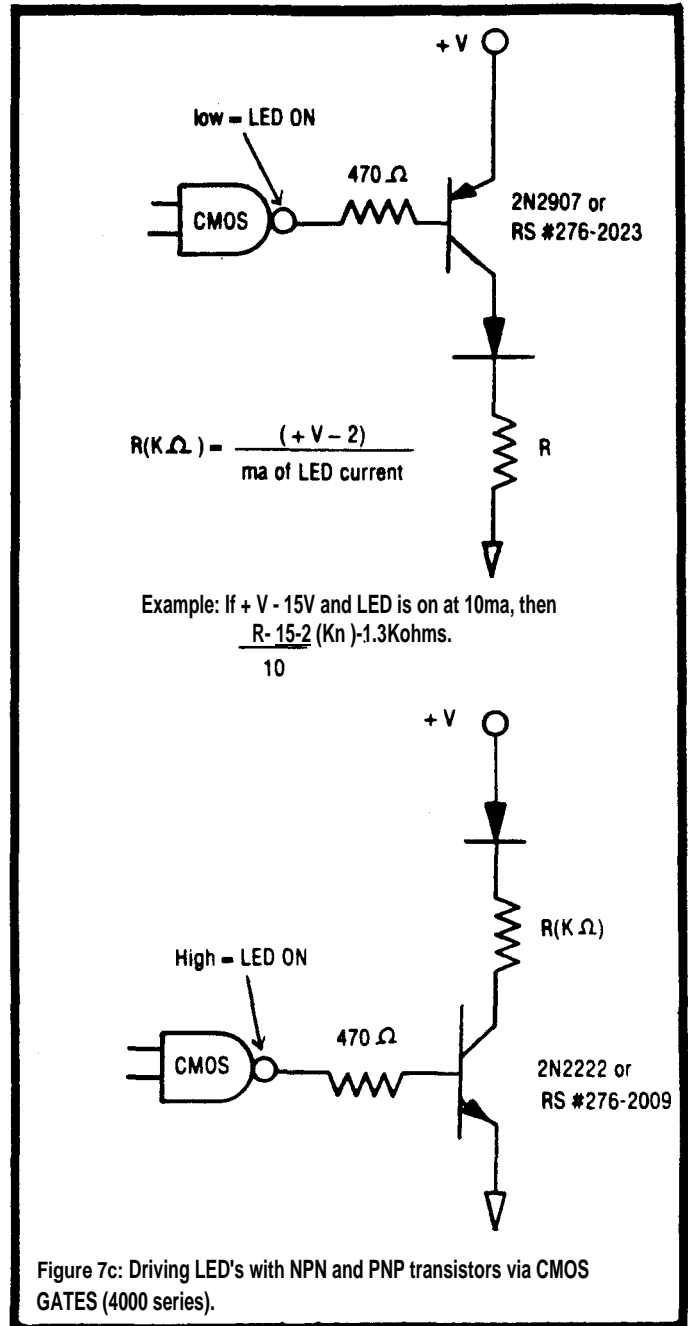 + V
low = LED ON
470 Ω
CMOS
2N2907 or
RS #276-2023
R(KΩ) = (+ V – 2)
ma of LED current
R
Example: If + V - 15V and LED is on at 10ma, then
R- 15-2 (Kn )-1.3Kohms.
10
+ V
R(KΩ)
High = LED ON
470 Ω
CMOS
2N2222 or
RS #276-2009
Figure 7c: Driving LED's with NPN and PNP transistors via CMOS
GATES (4000 series).